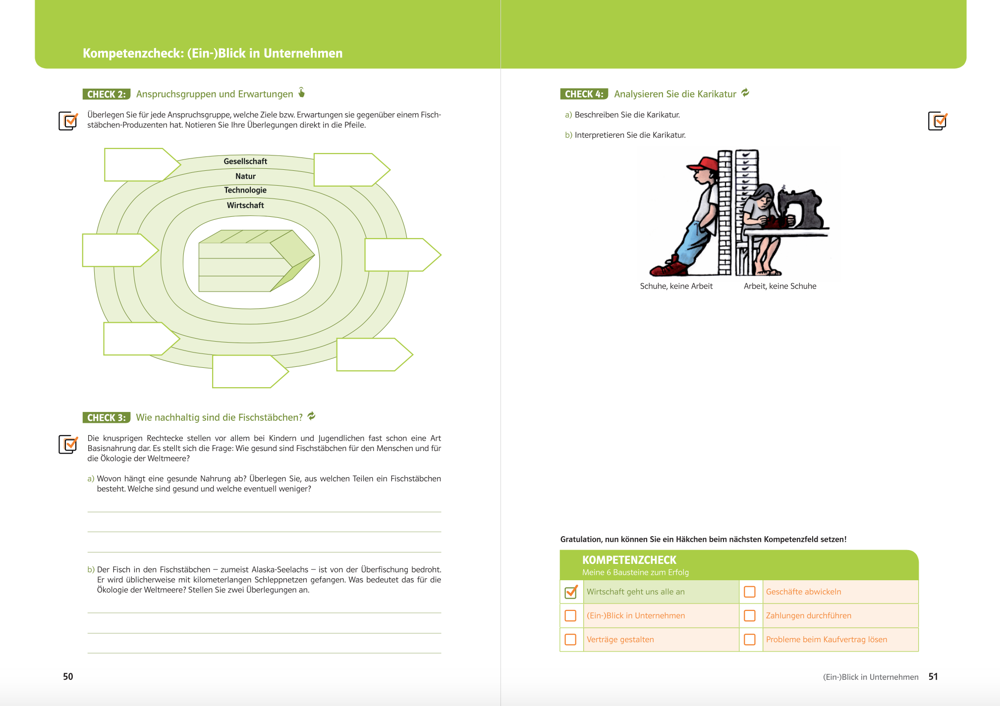 Kompetenzcheck: (Ein-)Blick in Unternehmen
CHECK 2: Anspruchsgruppen und Erwartungen
Überlegen Sie für jede Anspruchsgruppe, welche Ziele bzw. Erwartungen sie gegenüber einem Fisch-
stäbchen-Produzenten hat. Notieren Sie Ihre Überlegungen direkt in die Pfeile.
Gesellschaft
Natur
Technologie
Wirtschaft
CHECK 3: Wie nachhaltig sind die Fischstäbchen?
Die knusprigen Rechtecke stellen vor allem bei Kindern und Jugendlichen fast schon eine Art
Basisnahrung dar. Es stellt sich die Frage: Wie gesund sind Fischstäbchen für den Menschen und für
die Ökologie der Weltmeere?
a) Wovon hängt eine gesunde Nahrung ab? Überlegen Sie, aus welchen Teilen ein Fischstäbchen
besteht. Welche sind gesund und welche eventuell weniger?
b) Der Fisch in den Fischstäbchen – zumeist Alaska-Seelachs – ist von der Überfischung bedroht.
Er wird üblicherweise mit kilometerlangen Schleppnetzen gefangen. Was bedeutet das für die
Ökologie der Weltmeere? Stellen Sie zwei Überlegungen an.
50
CHECK 4: Analysieren Sie die Karikatur
a) Beschreiben Sie die Karikatur.
b) Interpretieren Sie die Karikatur.
Schuhe, keine Arbeit
Arbeit, keine Schuhe
Gratulation, nun können Sie ein Häkchen beim nächsten Kompetenzfeld setzen!
KOMPETENZCHECK
Meine 6 Bausteine zum Erfolg
Wirtschaft geht uns alle an
Geschäfte abwickeln
(Ein-)Blick in Unternehmen
Zahlungen durchführen
Verträge gestalten
Probleme beim Kaufvertrag lösen
(Ein-)Blick in Unternehmen 51